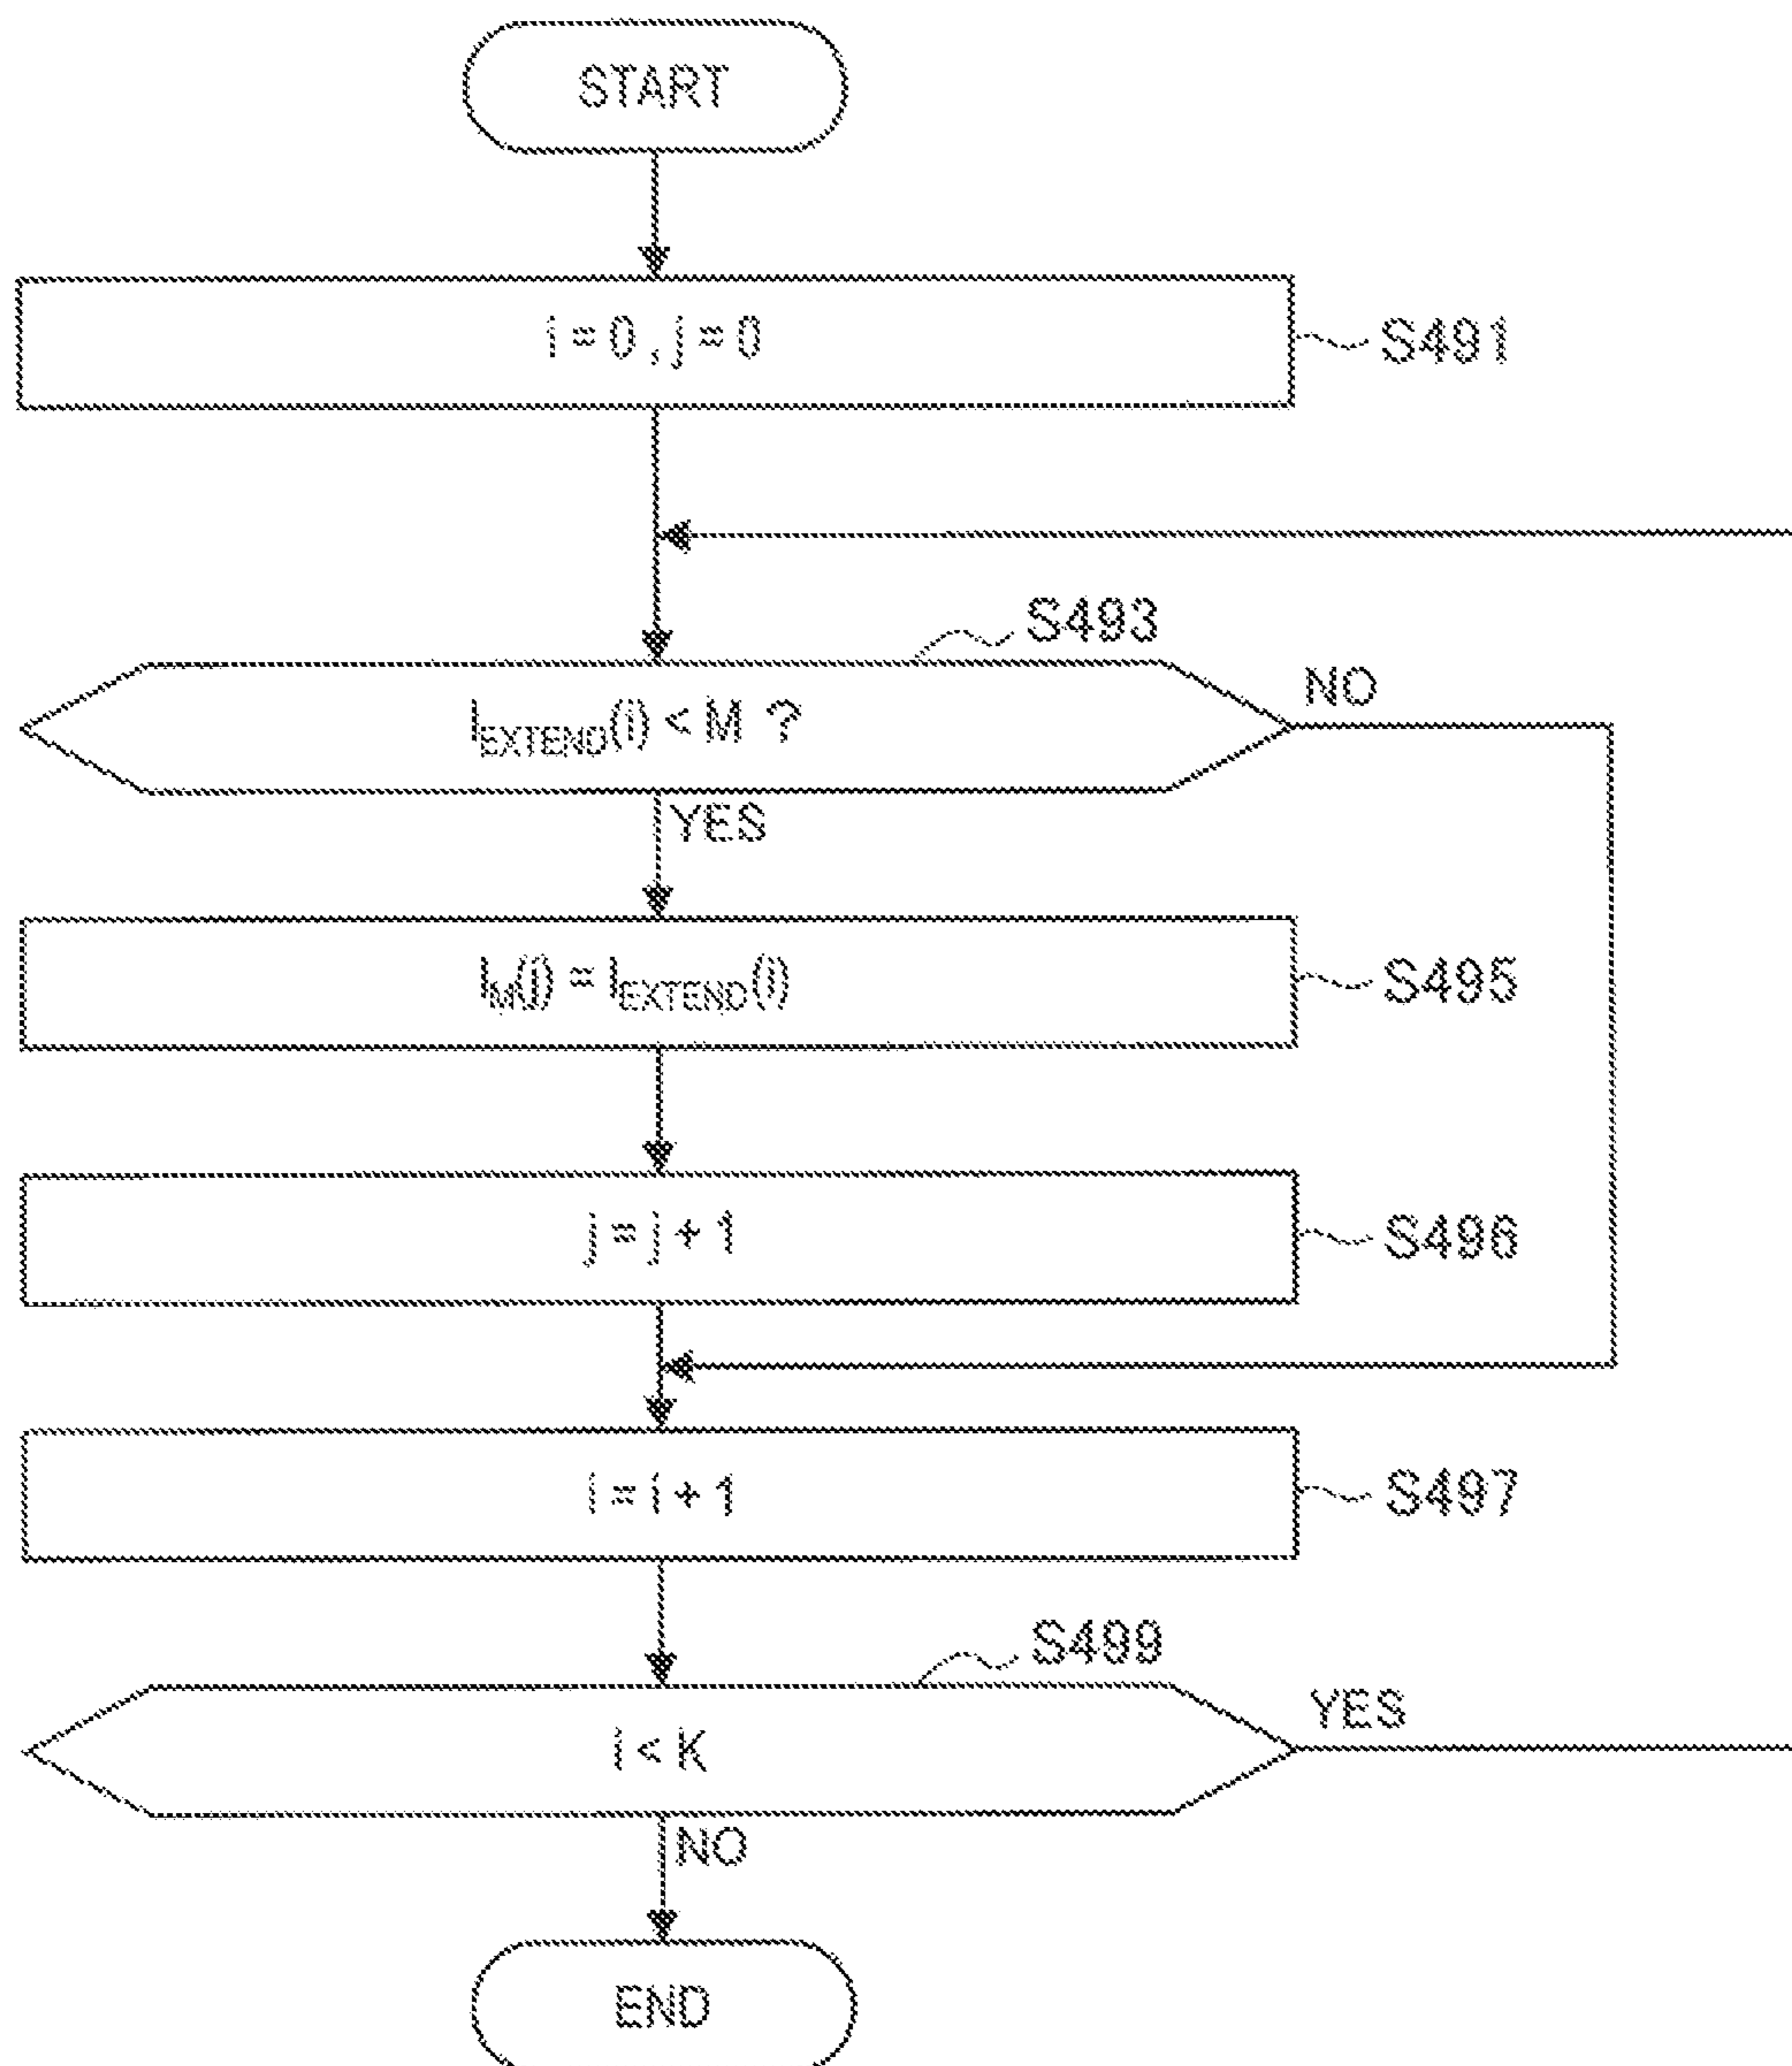 START
i = 0 , j = 0
S491
S493
I_EXTEND(i) < M ?
NO
YES
I_M(j) = I_EXTEND(i)
S495
j = j + 1
S496
i = i + 1
S497
S499
i < K
YES
NO
END